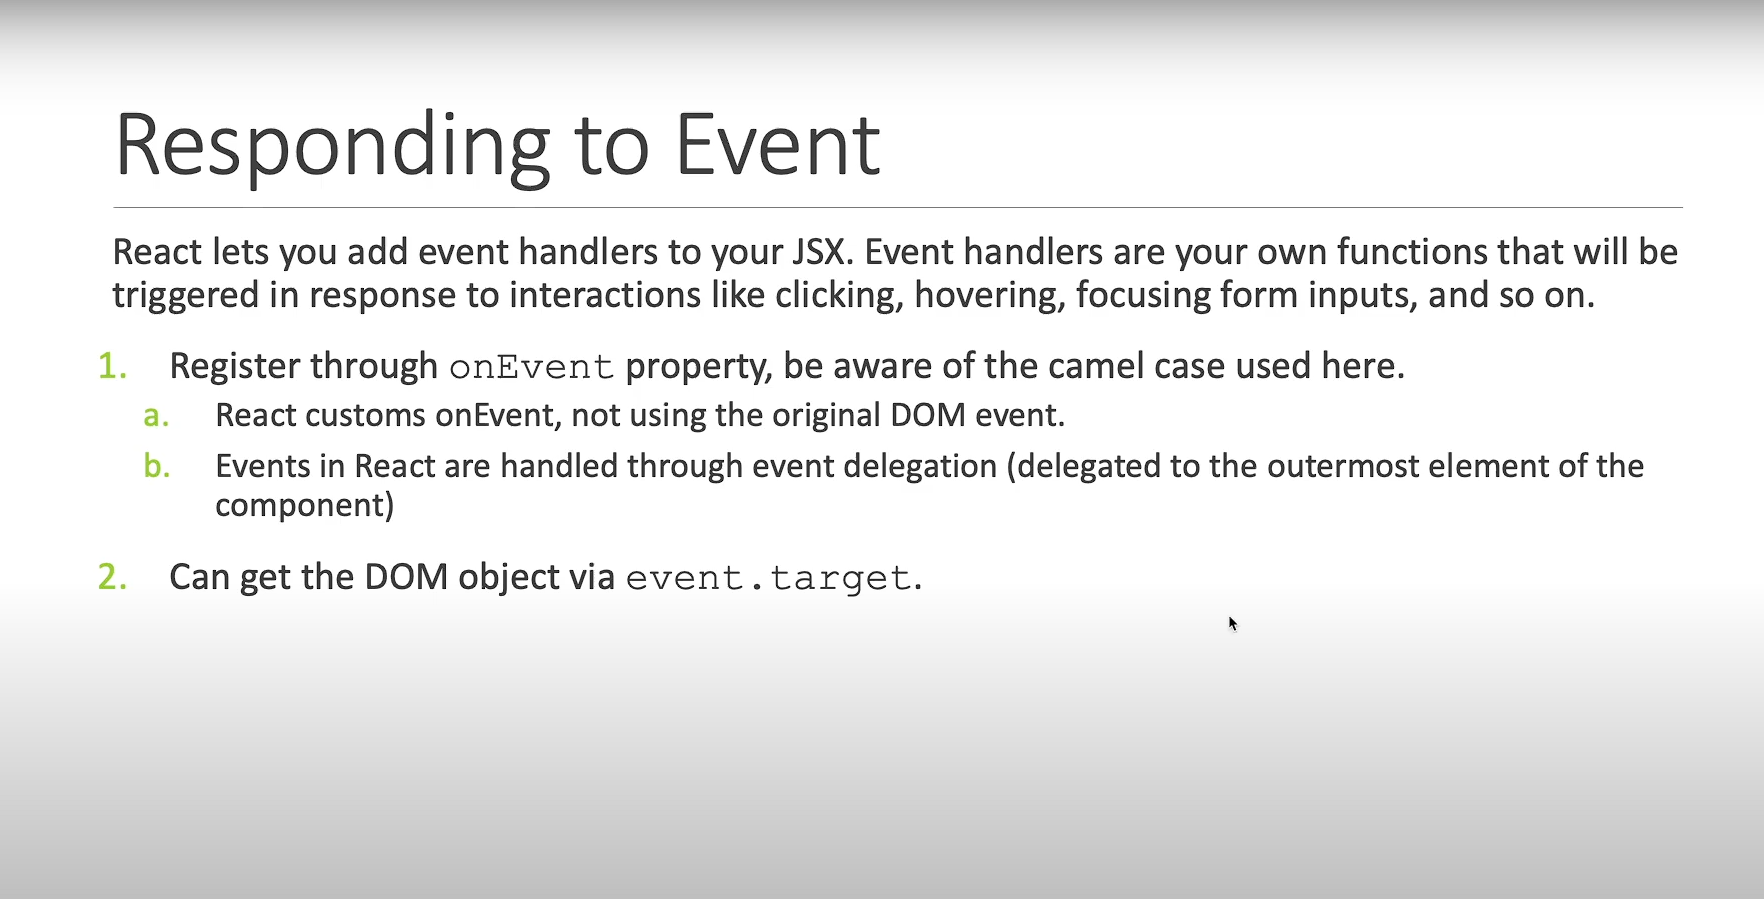 Responding to Event
React lets you add event handlers to your JSX. Event handlers are your own functions that will be
triggered in response to interactions like clicking, hovering, focusing form inputs, and so on.
1. Register through onEvent property, be aware of the camel case used here.
a. React customs onEvent, not using the original DOM event.
b. Events in React are handled through event delegation (delegated to the outermost element of the
component)
2. Can get the DOM object via event.target.